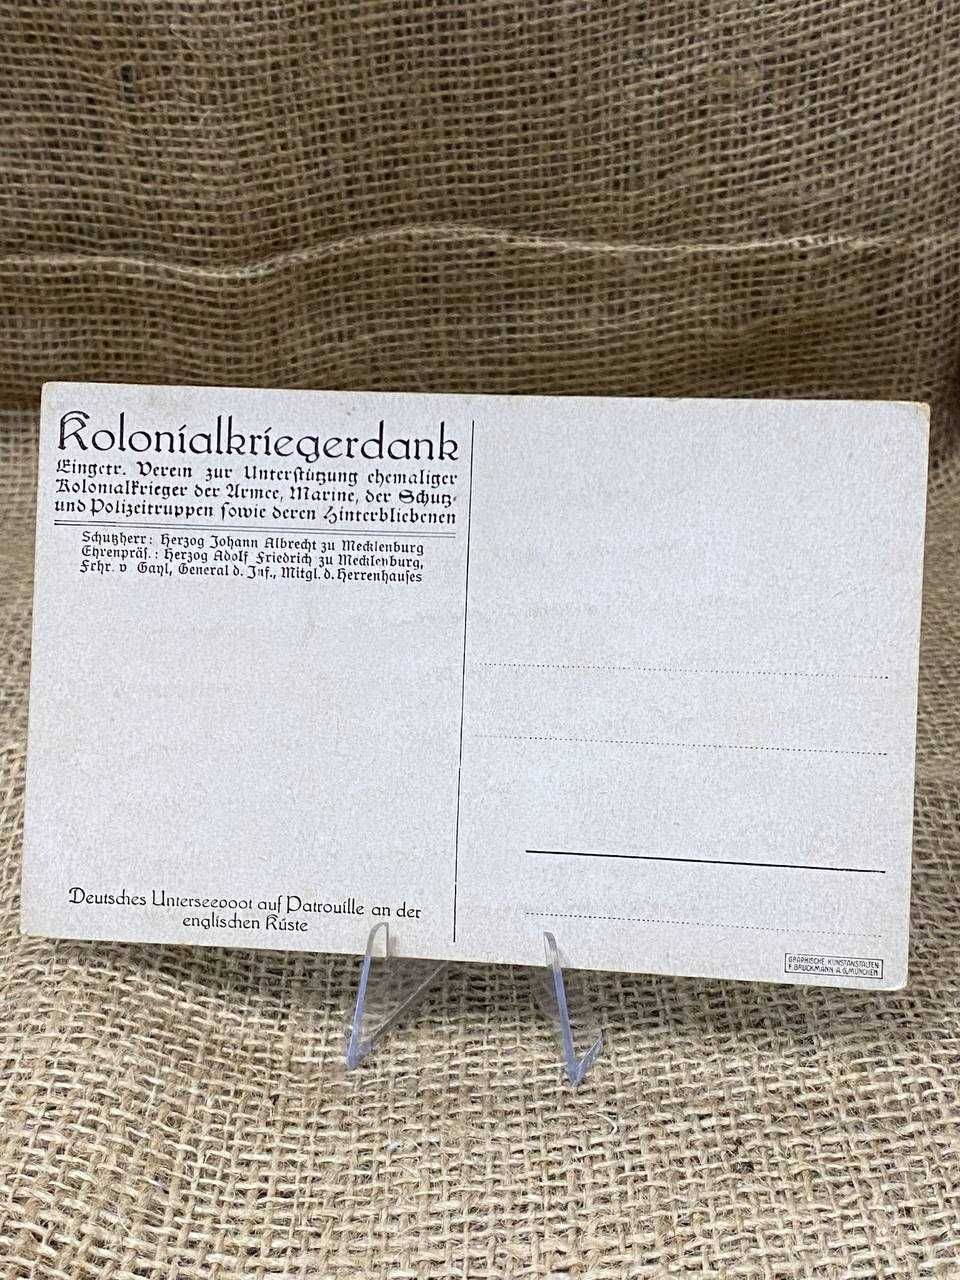 Kolonialkriegerdank
Eingetr. Verein zur Unterstützung ehemaliger
Kolonialkrieger der Armee, Marine, der Schutz-
und Polizeitruppen sowie deren Hinterbliebenen
Schutzherr: Herzog Johann Albrecht zu Mecklenburg
Ehrenpräs.: Herzog Adolf Friedrich zu Mecklenburg,
Frhr. v Gayl, General d. Inf., Mitgl. d. Herrenhauses
Deutsches Unterseeboot auf Patrouille an der
englischen Küste
GRAPHISCHE KUNSTANSTALTEN
F. BRUCKMANN A.G. MÜNCHEN